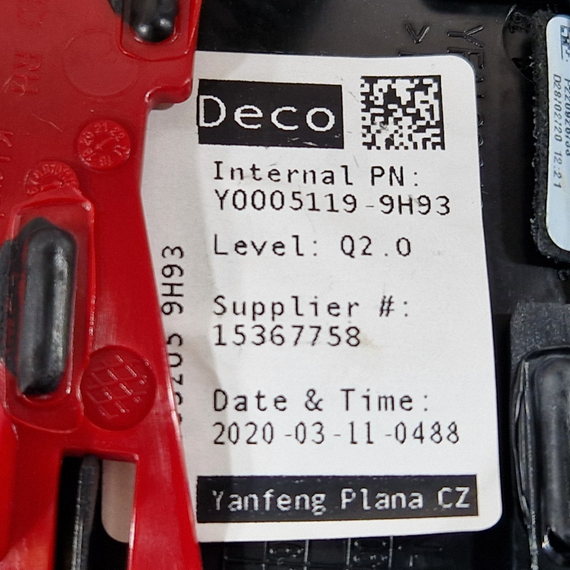 Deco
Internal PN:
Y0005119-9H93
Level: Q2.0
Supplier #:
15367758
Date & Time:
2020-03-11-0488
Yanfeng Plana CZ
9H93